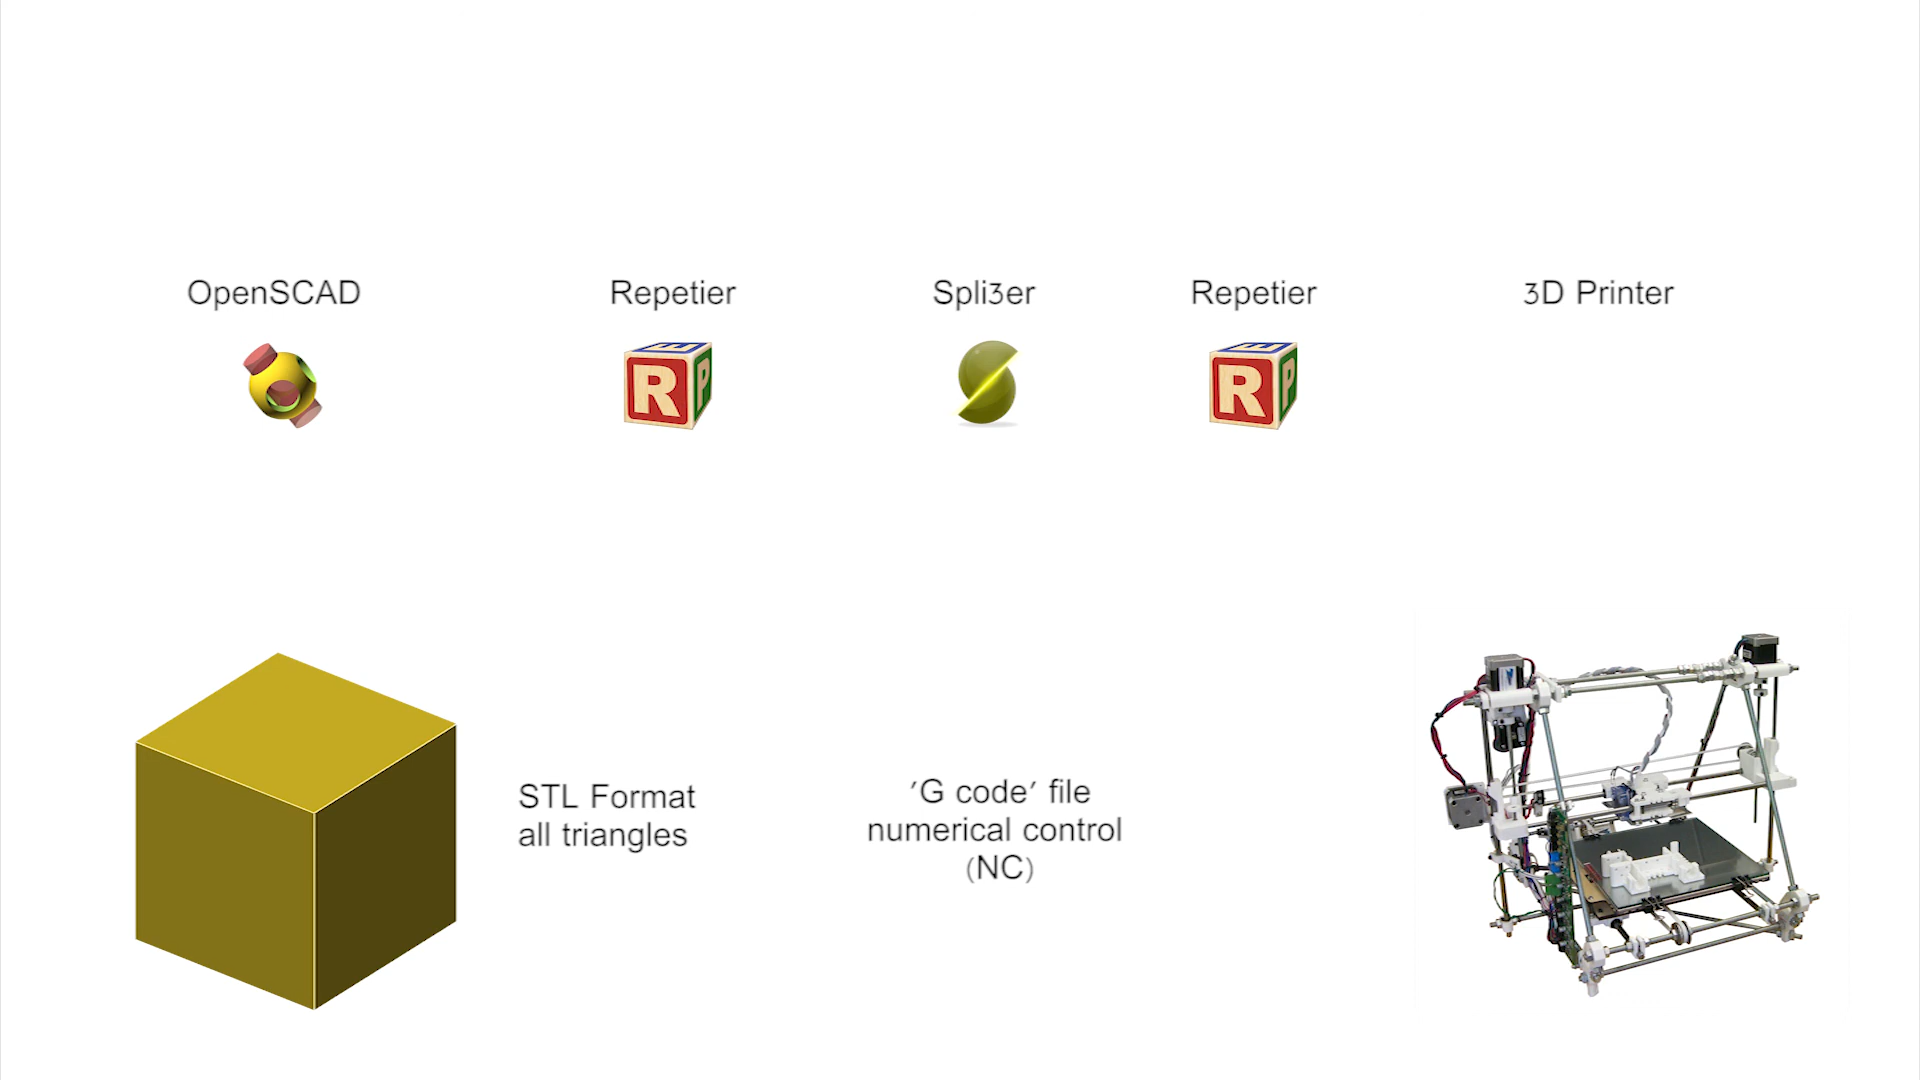 OpenSCAD
Repetier
Spli3er
Repetier
3D Printer
R
E
P
R
E
P
STL Format
all triangles
'G code' file
numerical control
(NC)